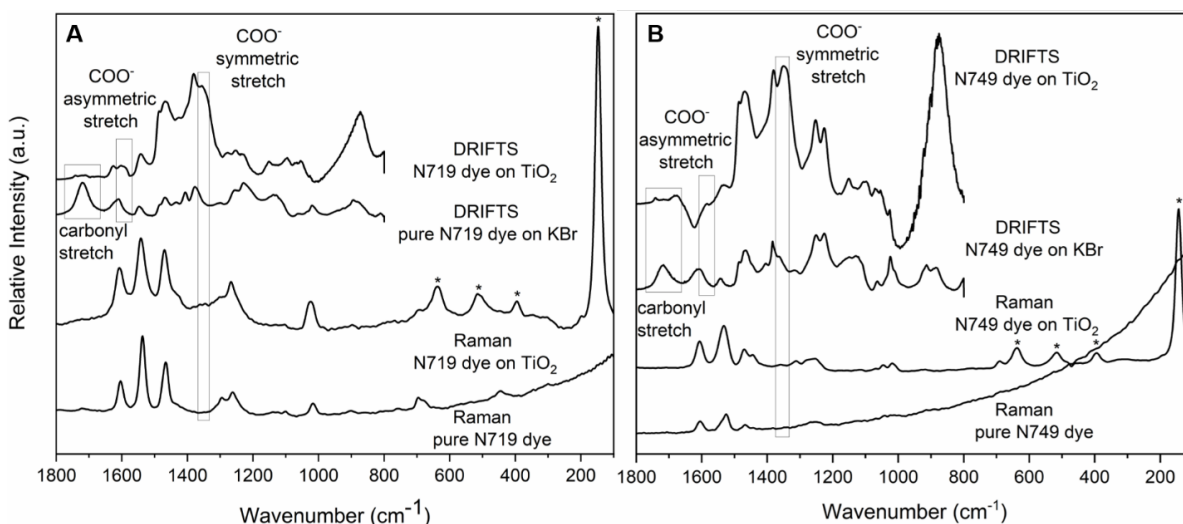 A
COO-
symmetric
stretch
COO-
asymmetric
stretch
DRIFTS
N719 dye on TiO2
DRIFTS
pure N719 dye on KBr
carbonyl
stretch
Raman
N719 dye on TiO2
Raman
pure N719 dye
*
*
*
*
Relative Intensity (a.u.)
1800 1600 1400 1200 1000 800 600 400 200
Wavenumber (cm-1)
B
COO-
symmetric
stretch
DRIFTS
N749 dye on TiO2
COO-
asymmetric
stretch
DRIFTS
N749 dye on KBr
carbonyl
stretch
Raman
N749 dye on TiO2
Raman
pure N749 dye
*
*
*
*
1800 1600 1400 1200 1000 800 600 400 200
Wavenumber (cm-1)